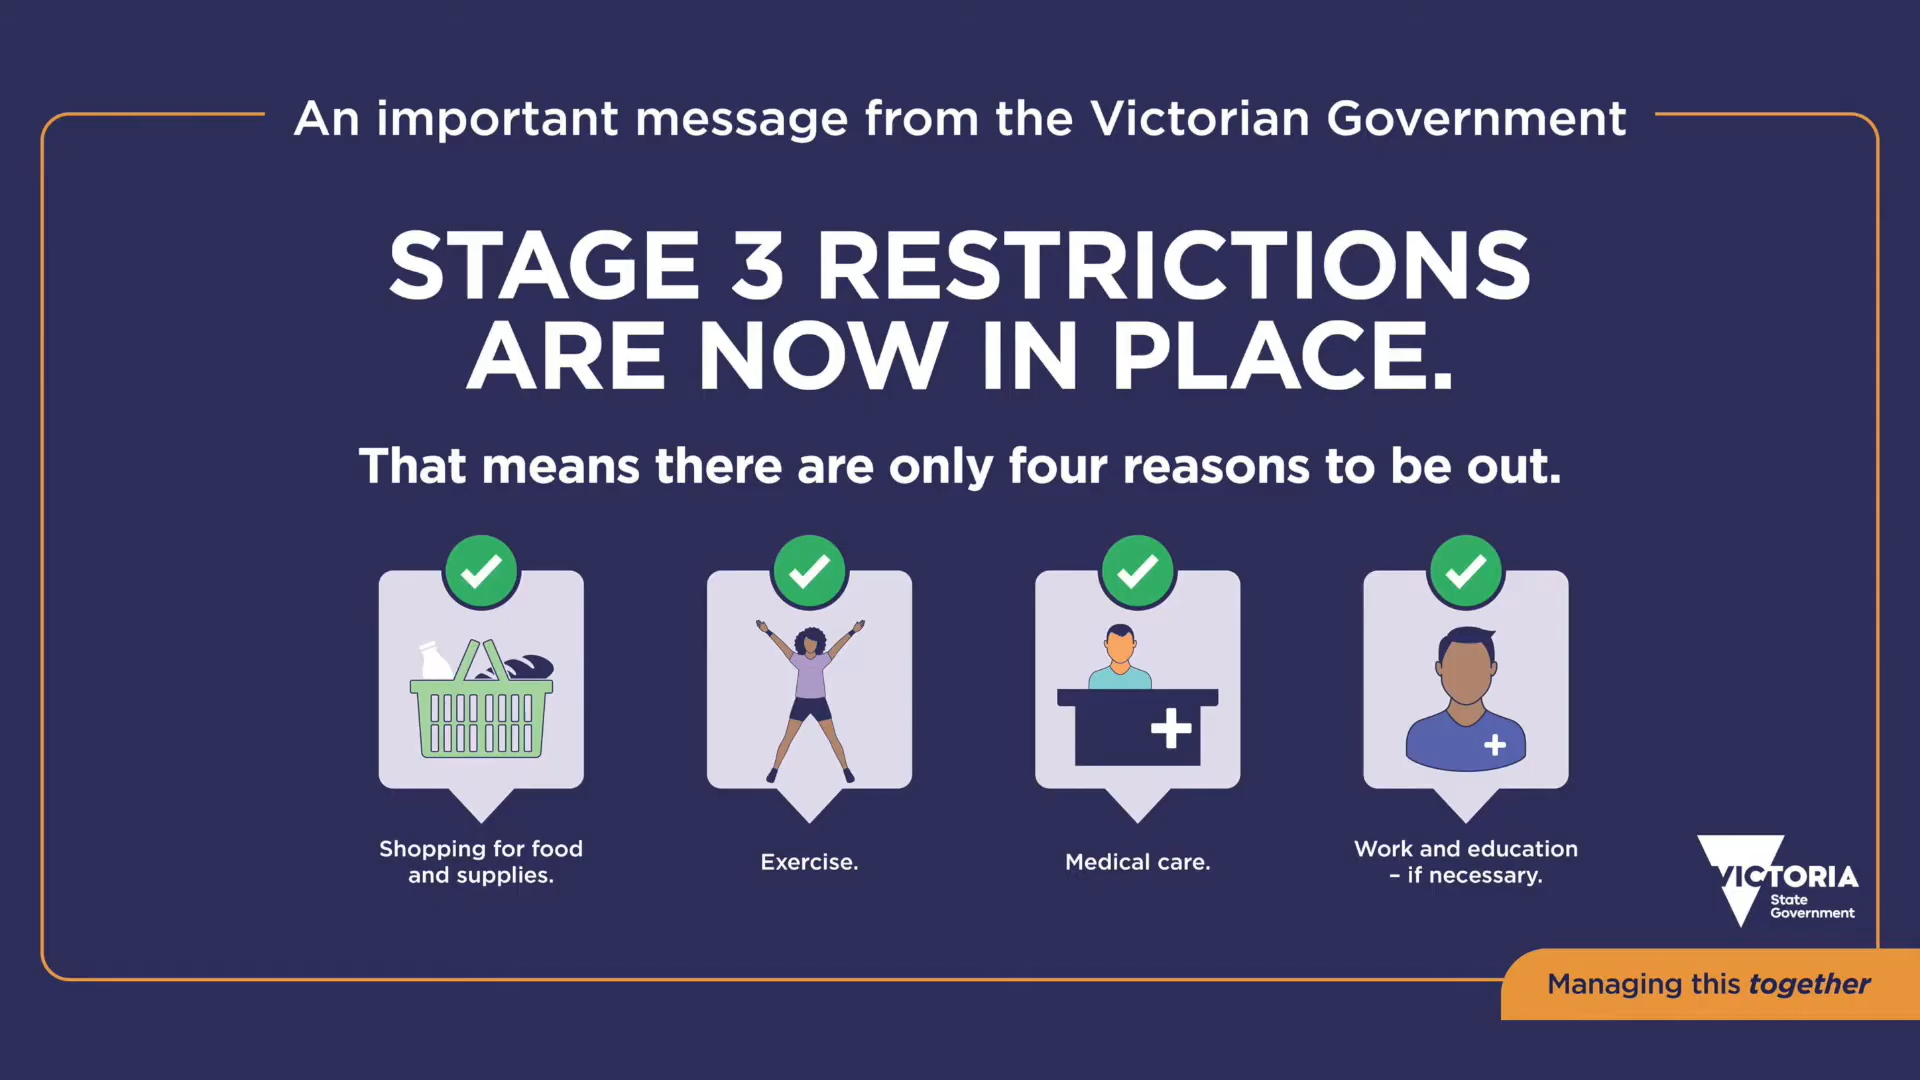 An important message from the Victorian Government
STAGE 3 RESTRICTIONS
ARE NOW IN PLACE.
That means there are only four reasons to be out.
Shopping for food
and supplies.
Exercise.
Medical care.
Work and education
– if necessary.
VICTORIA
State
Government
Managing this together